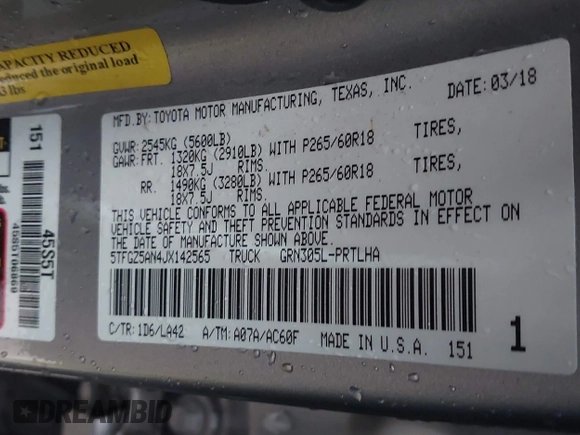 CAPACITY REDUCED
reduced the original load
3 lbs
MFD.BY: TOYOTA MOTOR MANUFACTURING, TEXAS, INC. DATE: 03/18
GVWR: 2545KG (5600LB)
GAWR: FRT. 1320KG (2910LB) WITH P265/60R18 TIRES,
18X7.5J RIMS.
RR. 1490KG (3280LB) WITH P265/60R18 TIRES,
18X7.5J RIMS.
THIS VEHICLE CONFORMS TO ALL APPLICABLE FEDERAL MOTOR
VEHICLE SAFETY AND THEFT PREVENTION STANDARDS IN EFFECT ON
THE DATE OF MANUFACTURE SHOWN ABOVE.
5TFGZ5AN4JX142565 TRUCK GRN305L-PRTLHA
C/TR: 1D6/LA42 A/TM: A07A/AC60F MADE IN U.S.A. 151
1
151
45S5T
DREAMBID